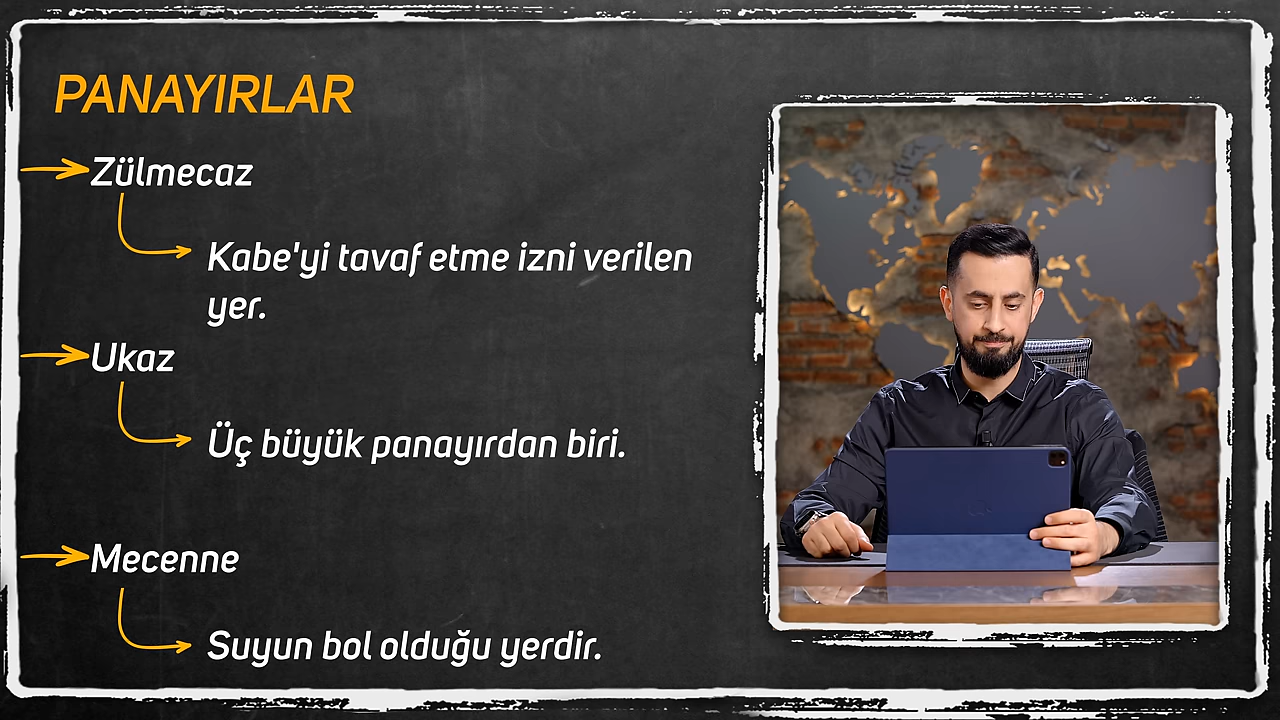 PANAYIRLAR
Zülmecaz
Kabe'yi tavaf etme izni verilen
yer.
Ukaz
Üç büyük panayırdan biri.
Mecenne
Suyun bol olduğu yerdir.